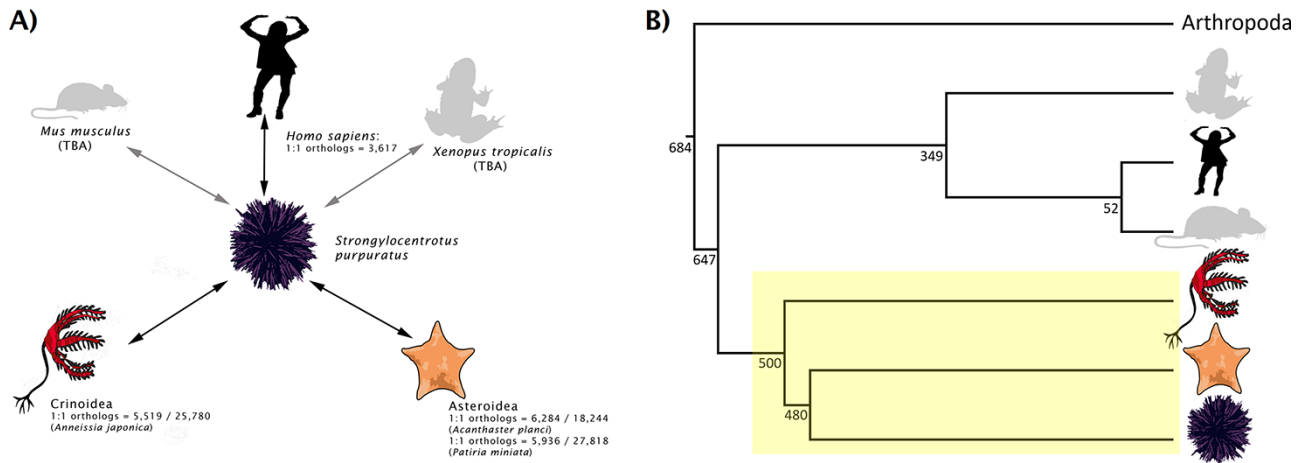 A)
Mus musculus
(TBA)
Homo sapiens:
1:1 orthologs = 3,617
Xenopus tropicalis
(TBA)
Strongylocentrotus
purpuratus
Crinoidea
1:1 orthologs = 5,519 / 25,780
(Anneissia japonica)
Asteroidea
1:1 orthologs = 6,284 / 18,244
(Acanthaster planci)
1:1 orthologs = 5,936 / 27,818
(Patiria miniata)
B)
Arthropoda
684
349
52
647
500
480